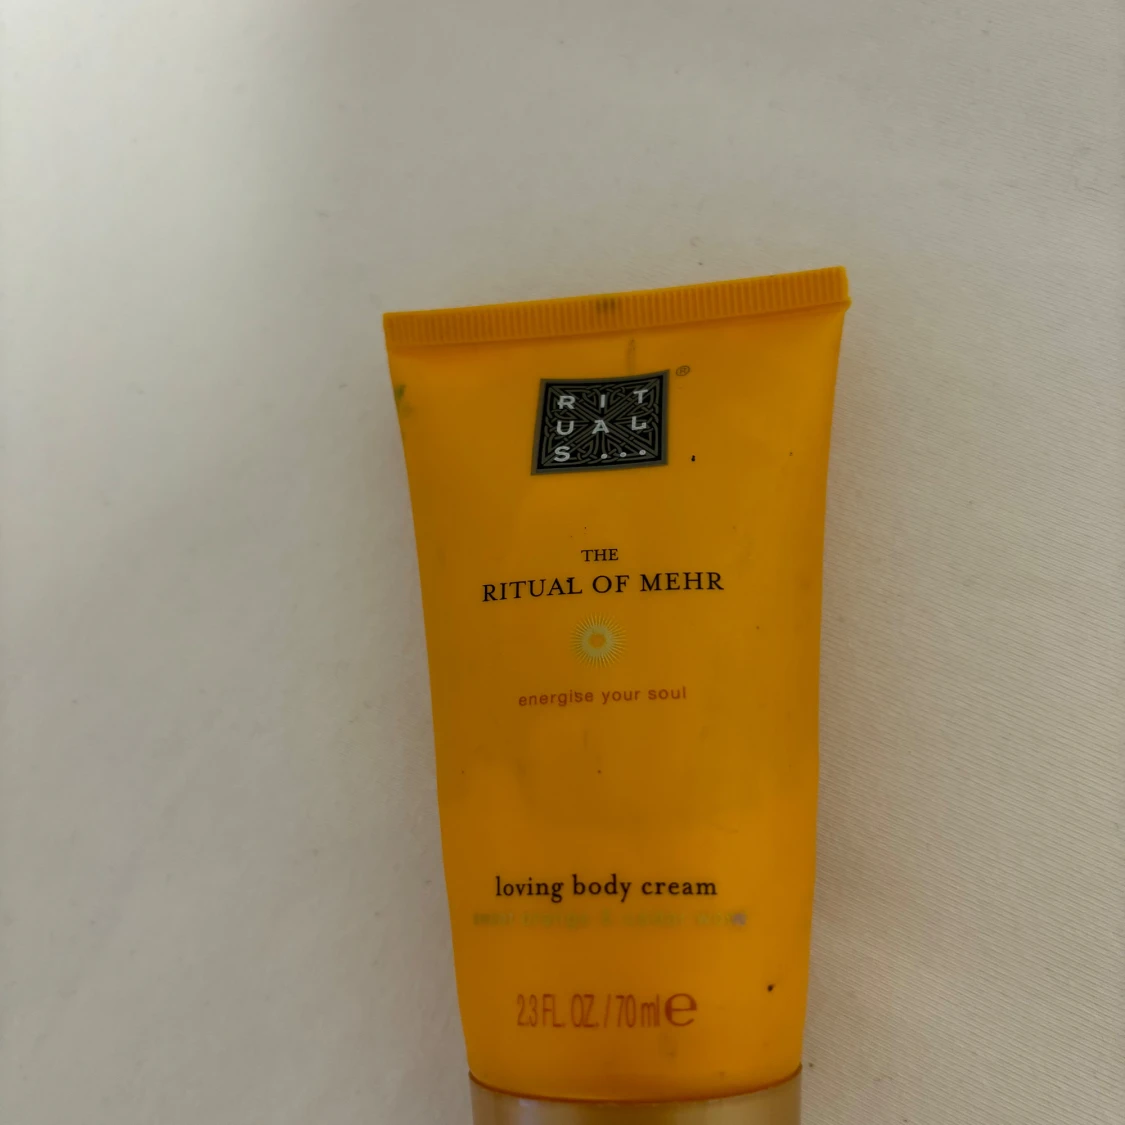 RIT
UAL
S...
®
THE
RITUAL OF MEHR
energise your soul
loving body cream
2.3 FL. OZ. / 70 ml e